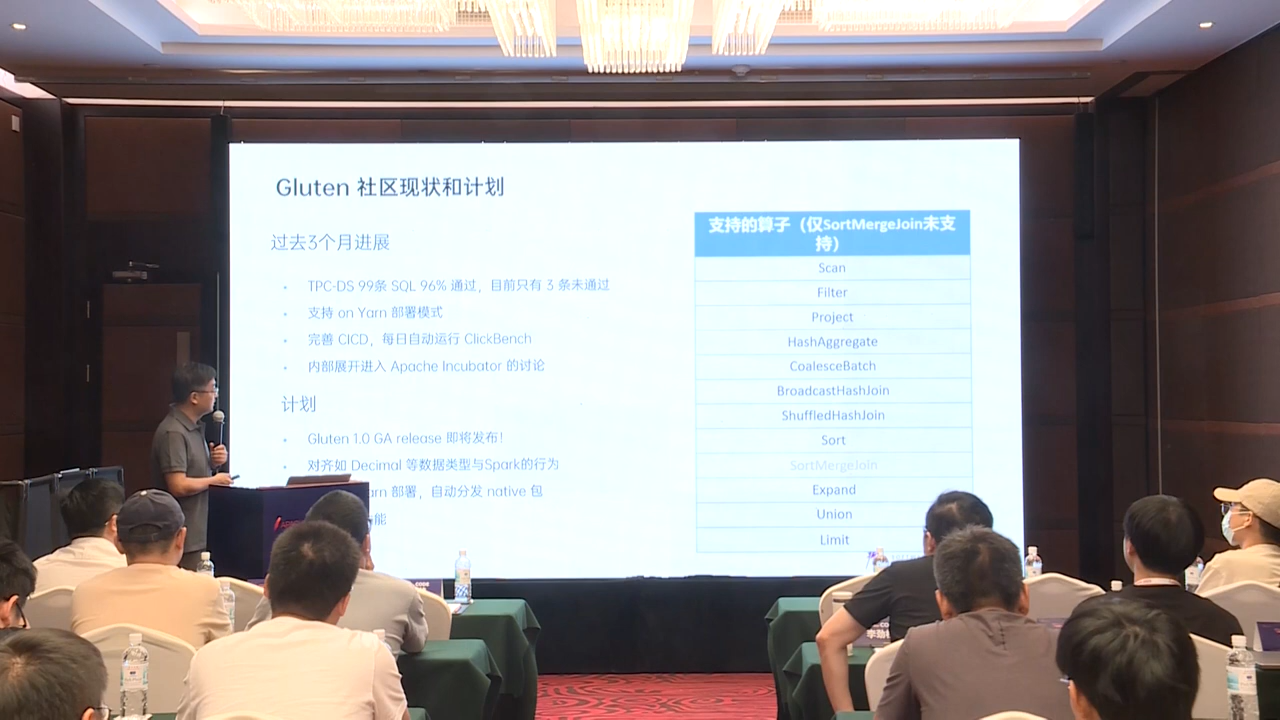 Gluten 社区现状和计划
过去3个月进展
TPC-DS 99条 SQL 96% 通过，目前只有 3 条未通过
支持 on Yarn 部署模式
完善 CICD，每日自动运行 ClickBench
内部展开进入 Apache Incubator 的讨论
计划
Gluten 1.0 GA release 即将发布！
对齐如 Decimal 等数据类型与Spark的行为
部署，自动分发 native 包
支持的算子（仅SortMergeJoin未支
持）
Scan
Filter
Project
HashAggregate
CoalesceBatch
BroadcastHashJoin
ShuffledHashJoin
Sort
SortMergeJoin
Expand
Union
Limit